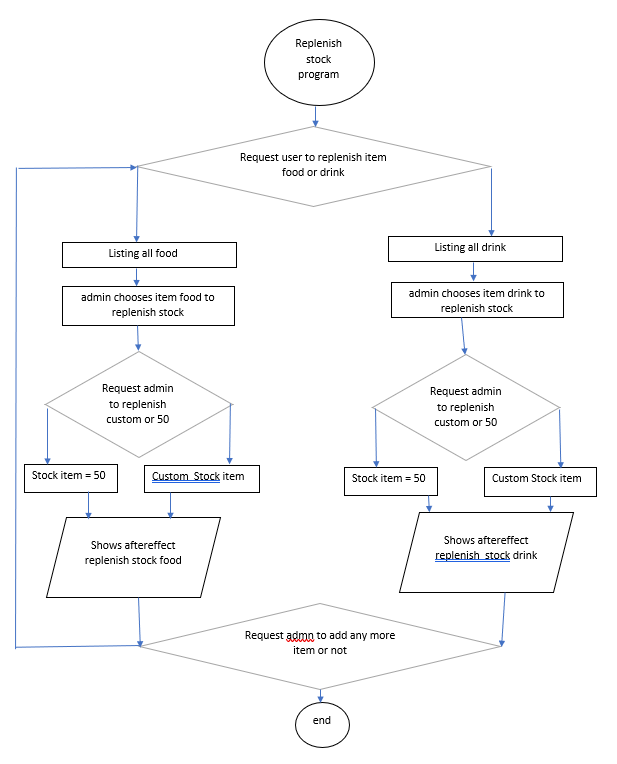 Replenish
stock
program
Request user to replenish item
food or drink
Listing all food
Listing all drink
admin chooses item food to
replenish stock
admin chooses item drink to
replenish stock
Request admin
to replenish
custom or 50
Request admin
to replenish
custom or 50
Stock item = 50
Custom Stock item
Stock item = 50
Custom Stock item
Shows aftereffect
replenish stock food
Shows aftereffect
replenish stock drink
Request admn to add any more
item or not
end